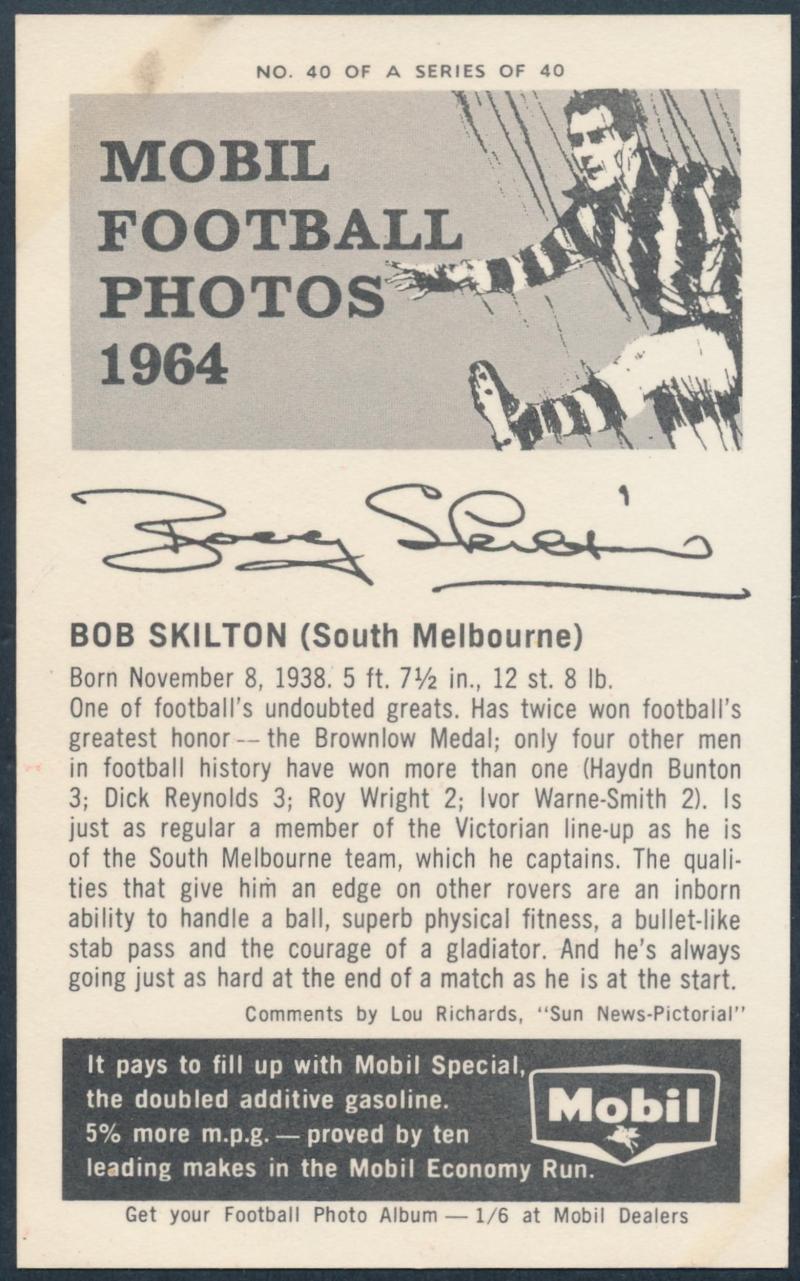 NO. 40 OF A SERIES OF 40
MOBIL
FOOTBALL
PHOTOS
1964
Bobby Skilton
BOB SKILTON (South Melbourne)
Born November 8, 1938. 5 ft. 7½ in., 12 st. 8 lb.
One of football's undoubted greats. Has twice won football's
greatest honor -- the Brownlow Medal; only four other men
in football history have won more than one (Haydn Bunton
3; Dick Reynolds 3; Roy Wright 2; Ivor Warne-Smith 2). Is
just as regular a member of the Victorian line-up as he is
of the South Melbourne team, which he captains. The quali-
ties that give him an edge on other rovers are an inborn
ability to handle a ball, superb physical fitness, a bullet-like
stab pass and the courage of a gladiator. And he's always
going just as hard at the end of a match as he is at the start.
Comments by Lou Richards, "Sun News-Pictorial"
It pays to fill up with Mobil Special,
the doubled additive gasoline.
5% more m.p.g. — proved by ten
leading makes in the Mobil Economy Run.
Mobil
Get your Football Photo Album — 1/6 at Mobil Dealers